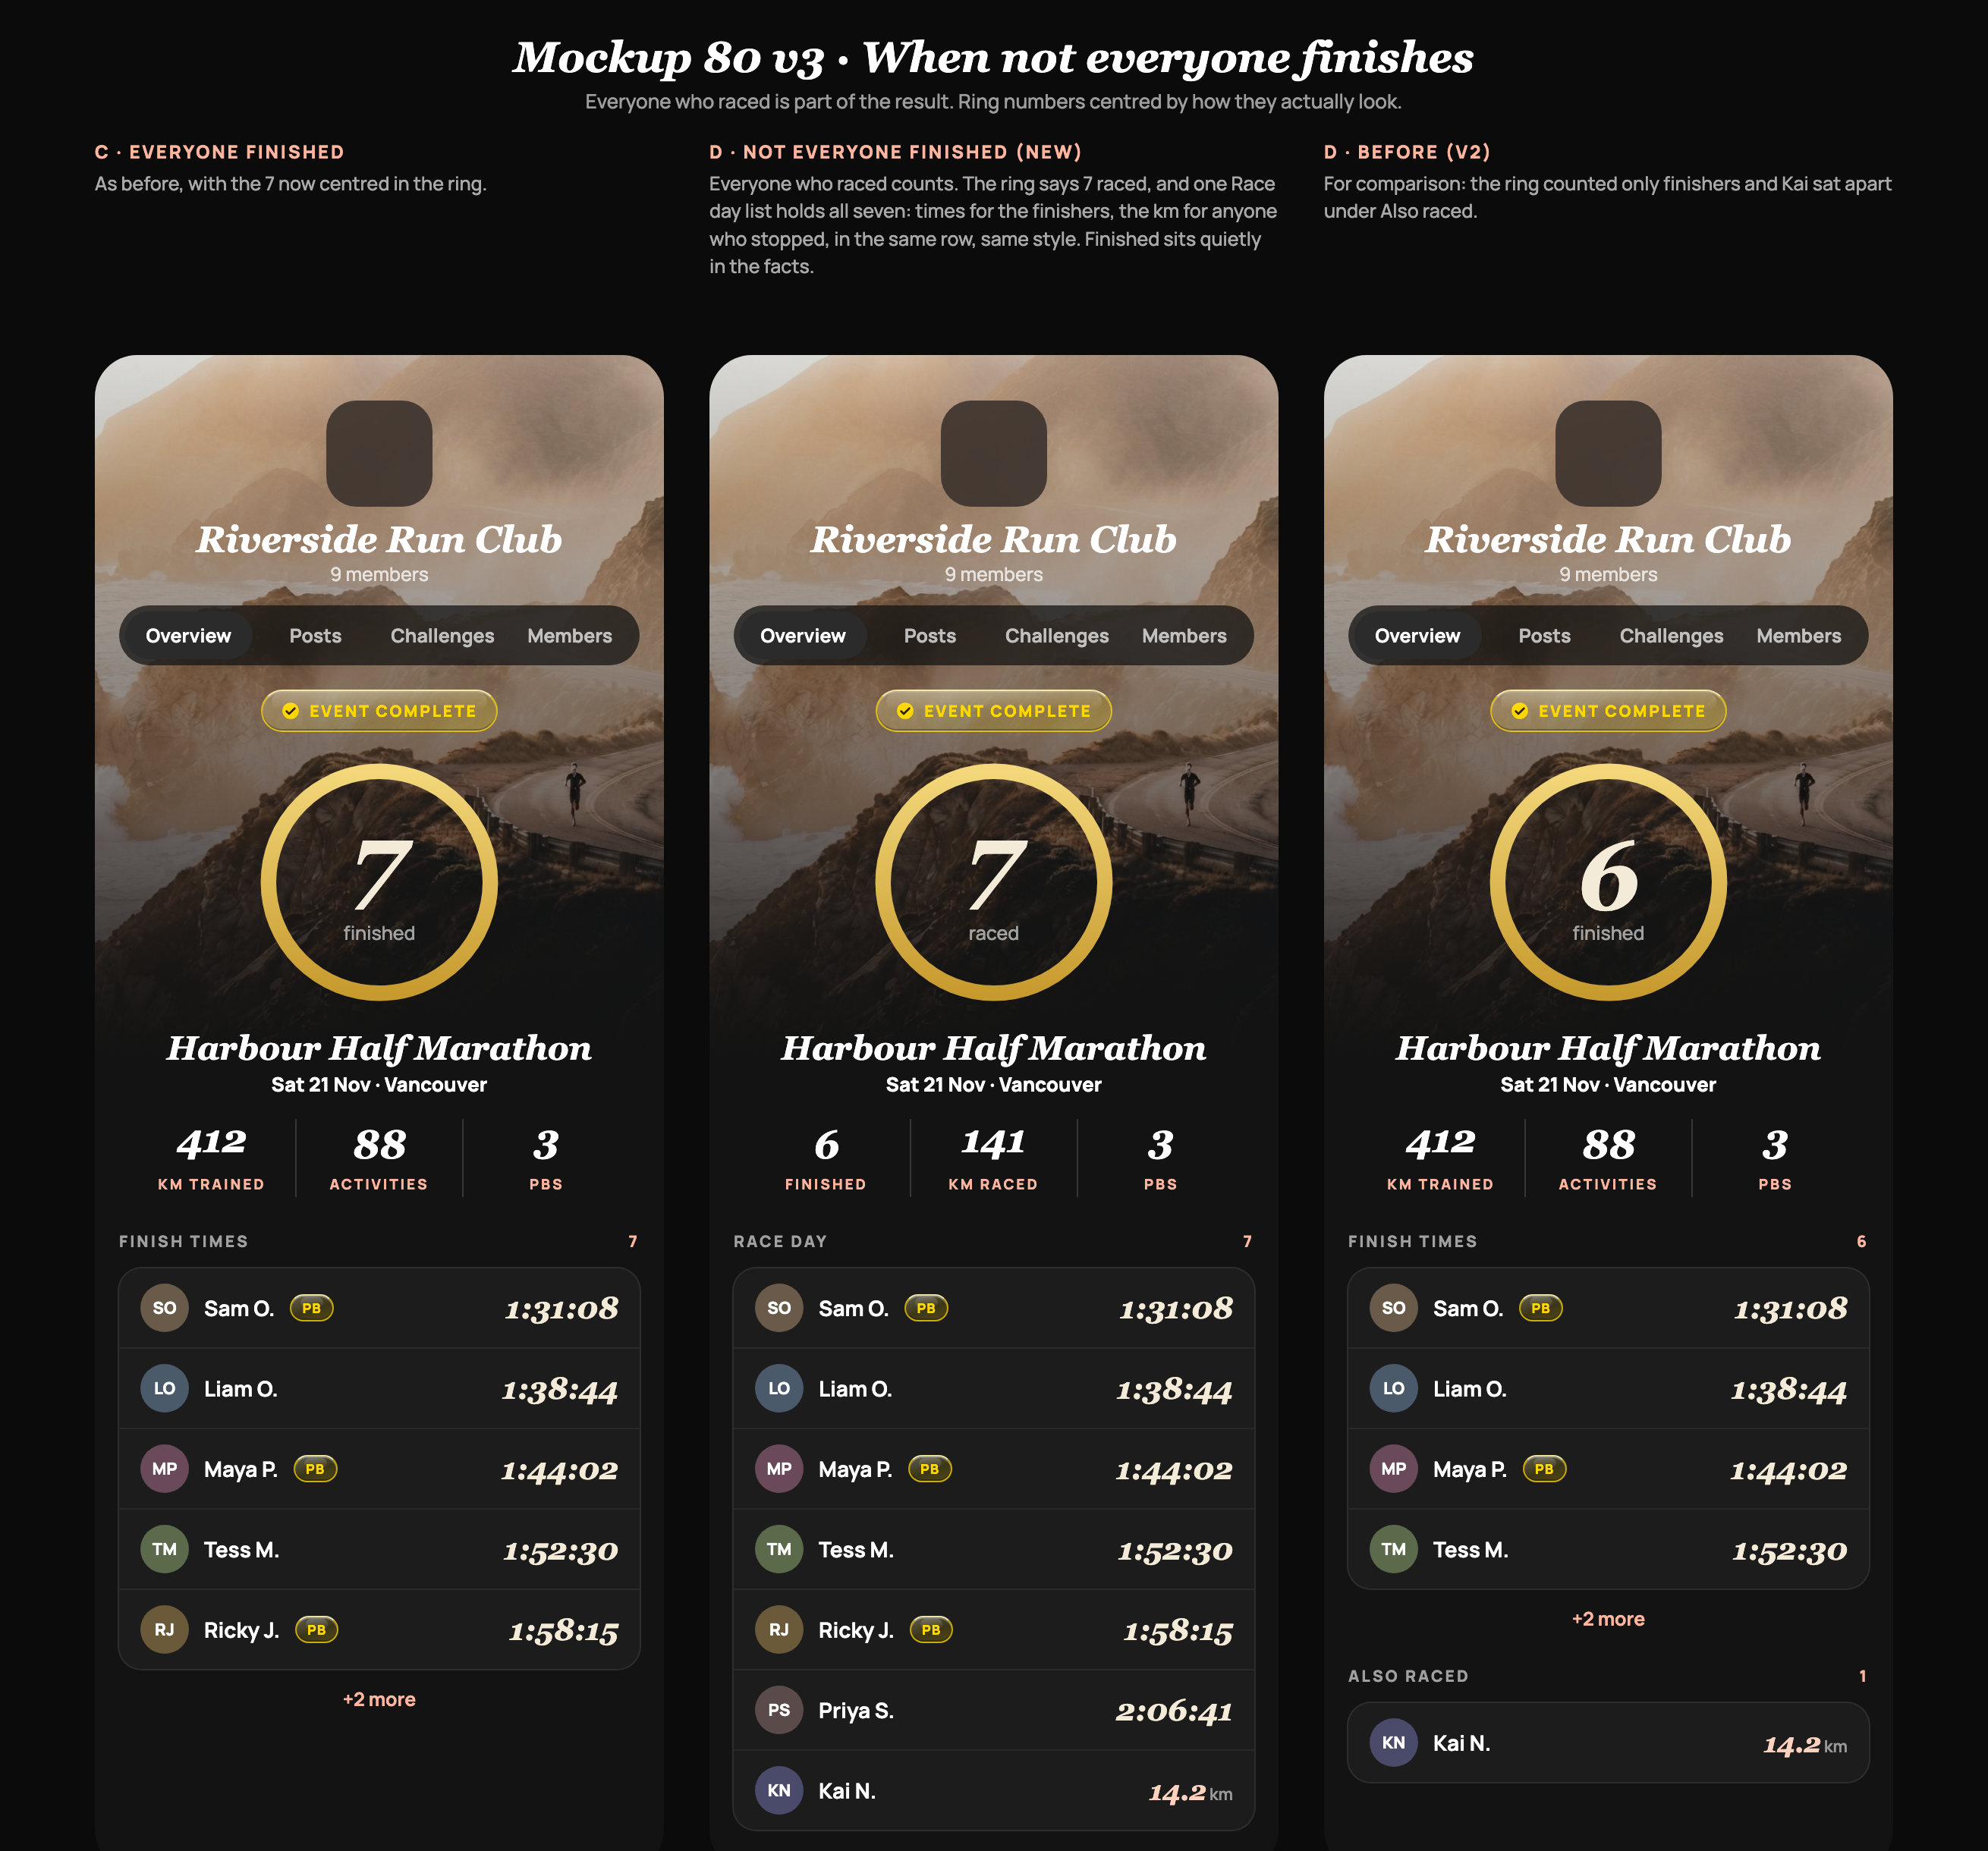 Mockup 80 v3 · When not everyone finishes
Everyone who raced is part of the result. Ring numbers centred by how they actually look.
C · EVERYONE FINISHED
As before, with the 7 now centred in the ring.
Riverside Run Club
9 members
Overview Posts Challenges Members
EVENT COMPLETE
7
finished
Harbour Half Marathon
Sat 21 Nov · Vancouver
412 88 3
KM TRAINED ACTIVITIES PBS
FINISH TIMES 7
SO Sam O. PB 1:31:08
LO Liam O. 1:38:44
MP Maya P. PB 1:44:02
TM Tess M. 1:52:30
RJ Ricky J. PB 1:58:15
+2 more
D · NOT EVERYONE FINISHED (NEW)
Everyone who raced counts. The ring says 7 raced, and one Race
day list holds all seven: times for the finishers, the km for anyone
who stopped, in the same row, same style. Finished sits quietly
in the facts.
Riverside Run Club
9 members
Overview Posts Challenges Members
EVENT COMPLETE
7
raced
Harbour Half Marathon
Sat 21 Nov · Vancouver
6 141 3
FINISHED KM RACED PBS
RACE DAY 7
SO Sam O. PB 1:31:08
LO Liam O. 1:38:44
MP Maya P. PB 1:44:02
TM Tess M. 1:52:30
RJ Ricky J. PB 1:58:15
PS Priya S. 2:06:41
KN Kai N. 14.2 km
D · BEFORE (V2)
For comparison: the ring counted only finishers and Kai sat apart
under Also raced.
Riverside Run Club
9 members
Overview Posts Challenges Members
EVENT COMPLETE
6
finished
Harbour Half Marathon
Sat 21 Nov · Vancouver
412 88 3
KM TRAINED ACTIVITIES PBS
FINISH TIMES 6
SO Sam O. PB 1:31:08
LO Liam O. 1:38:44
MP Maya P. PB 1:44:02
TM Tess M. 1:52:30
+2 more
ALSO RACED 1
KN Kai N. 14.2 km